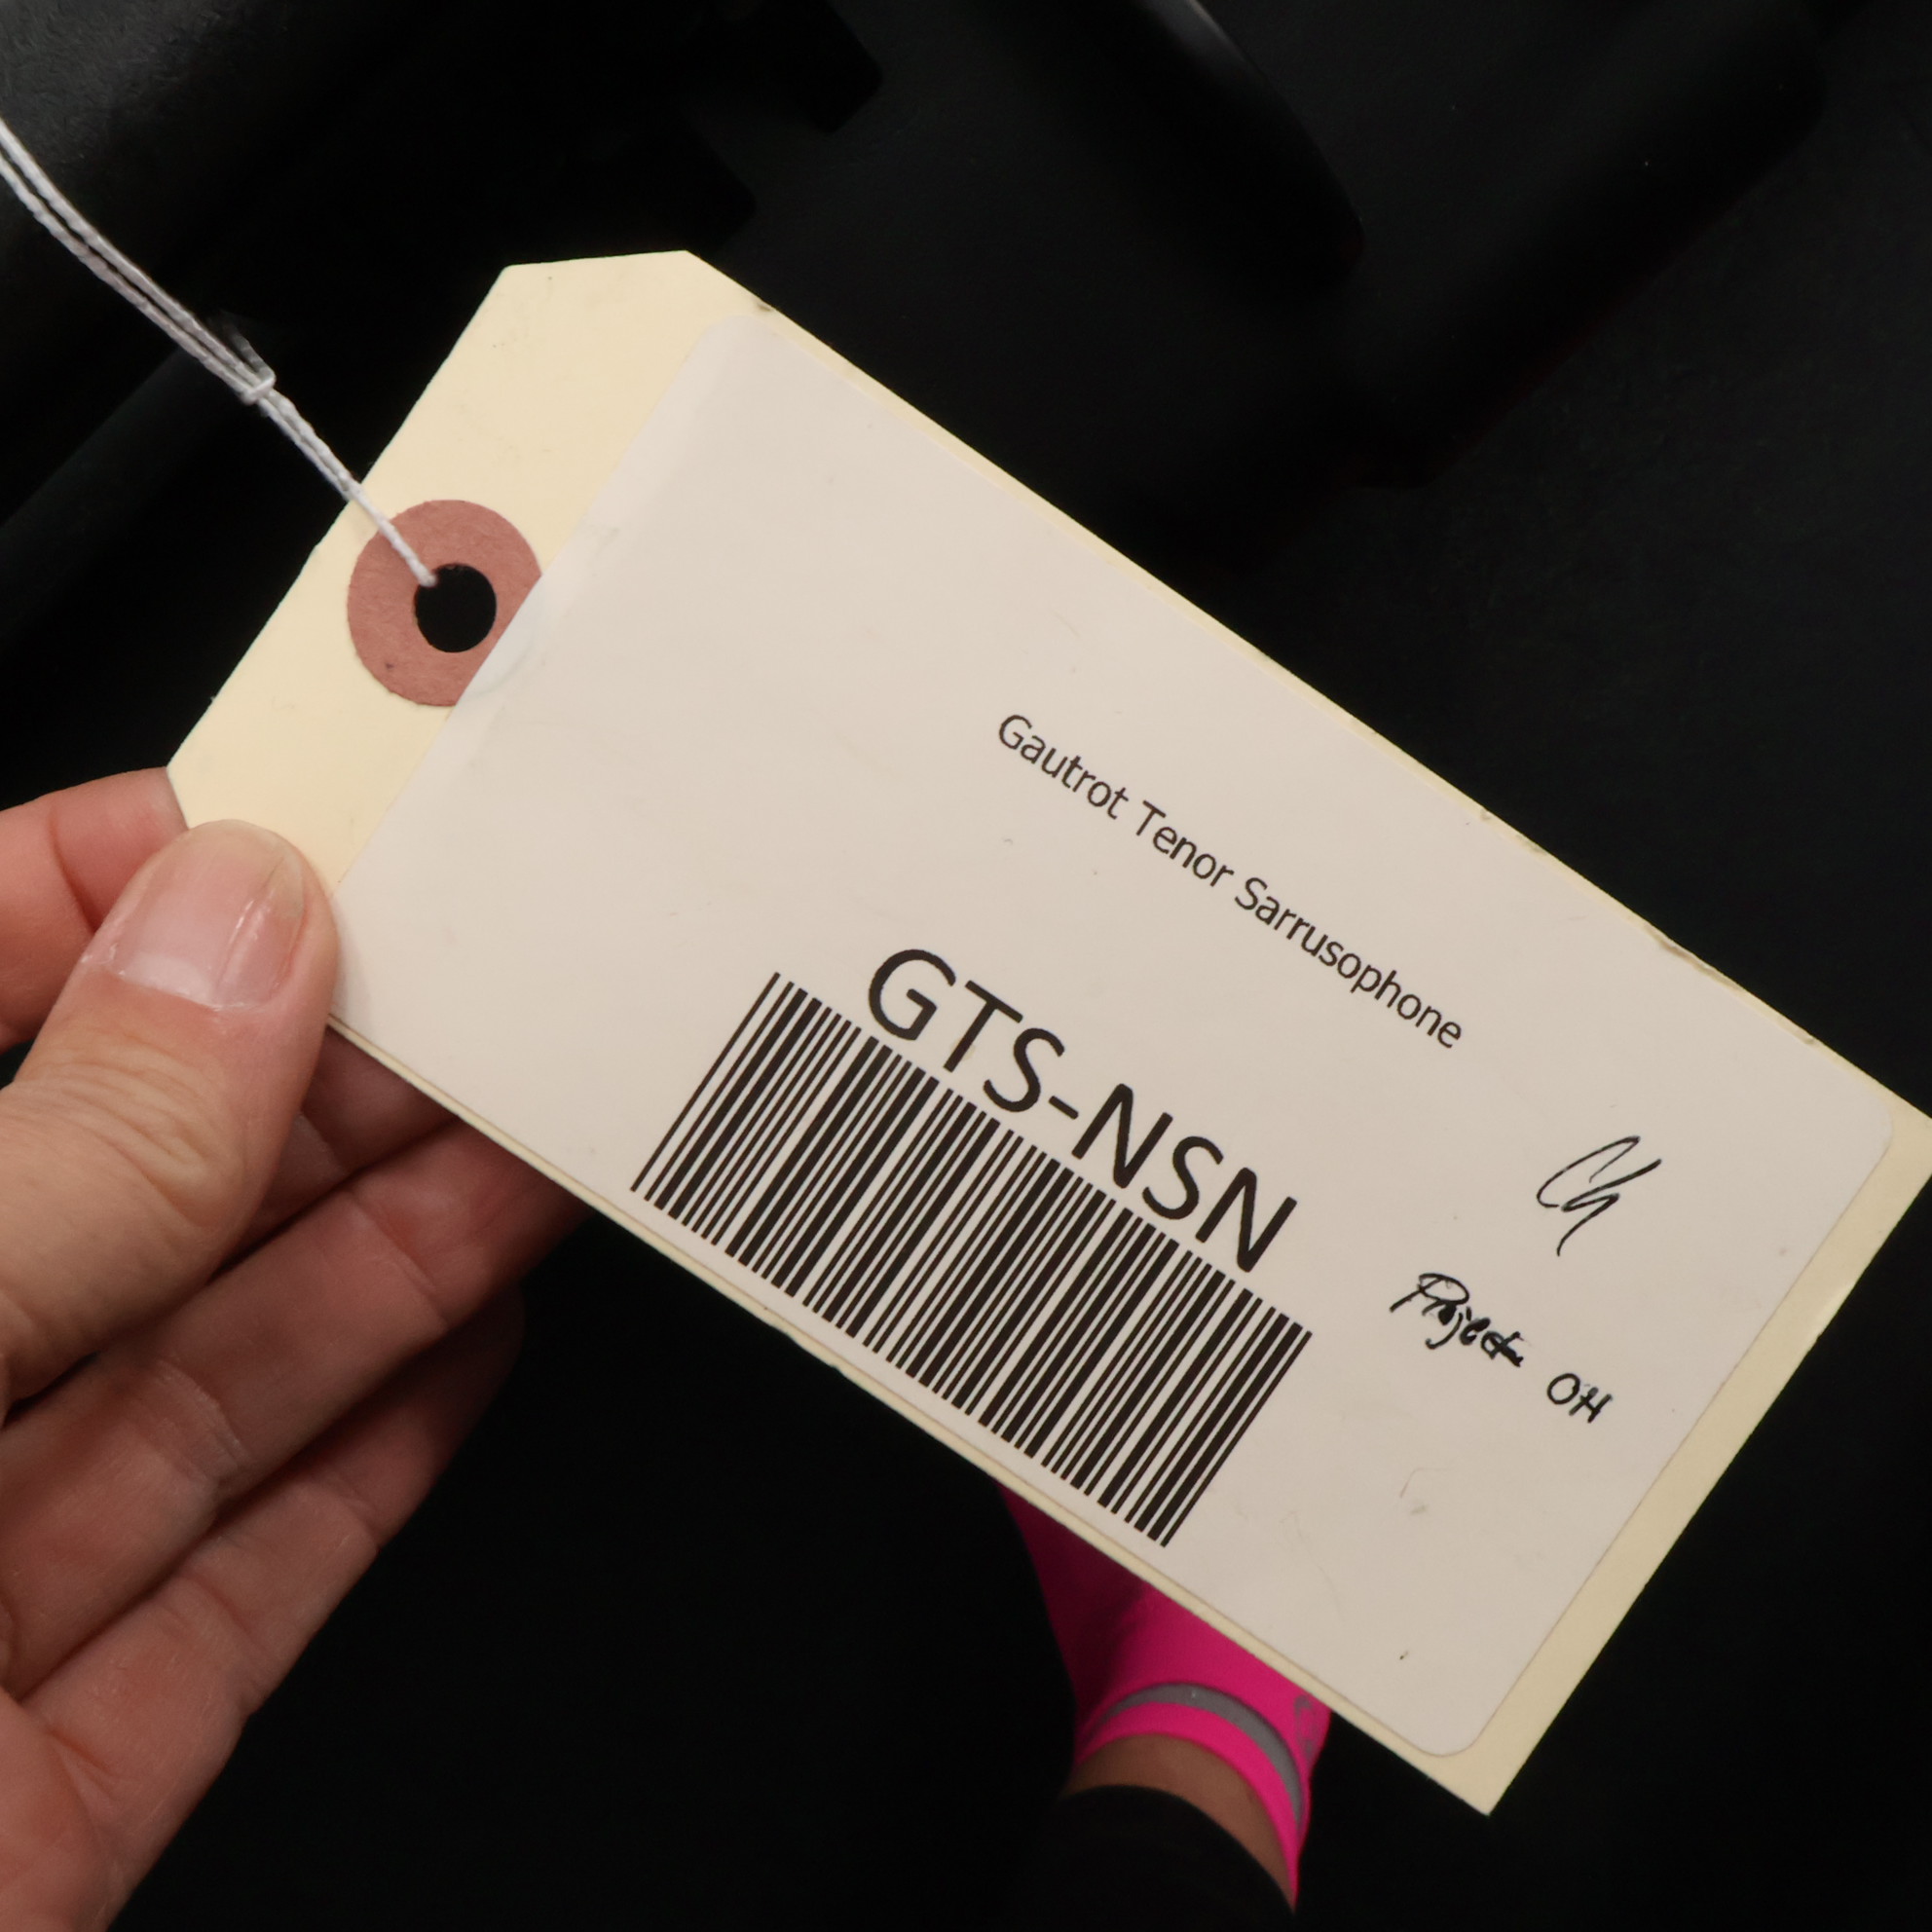 Gautrot Tenor Sarrusophone
GTS-NSN
Project OH